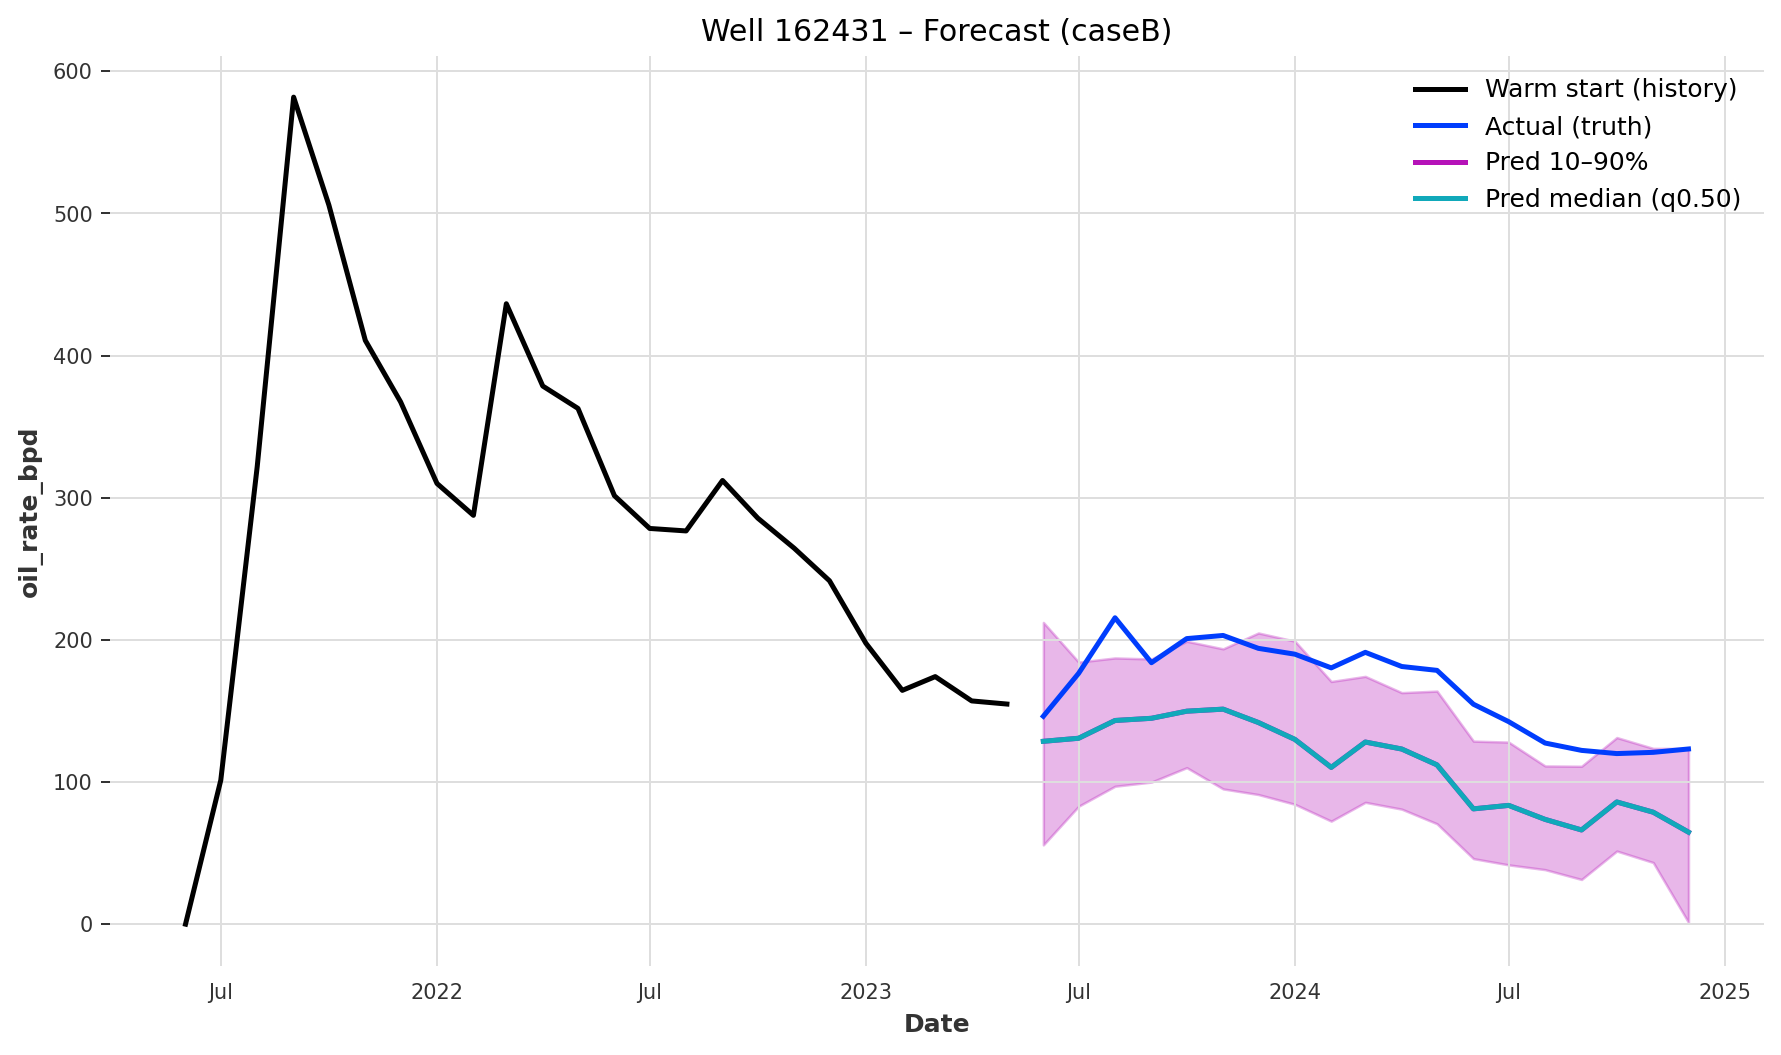 Well 162431 – Forecast (caseB)
Warm start (history)
Actual (truth)
Pred 10–90%
Pred median (q0.50)
oil_rate_bpd
600
500
400
300
200
100
0
Jul
2022
Jul
2023
Jul
2024
Jul
2025
Date